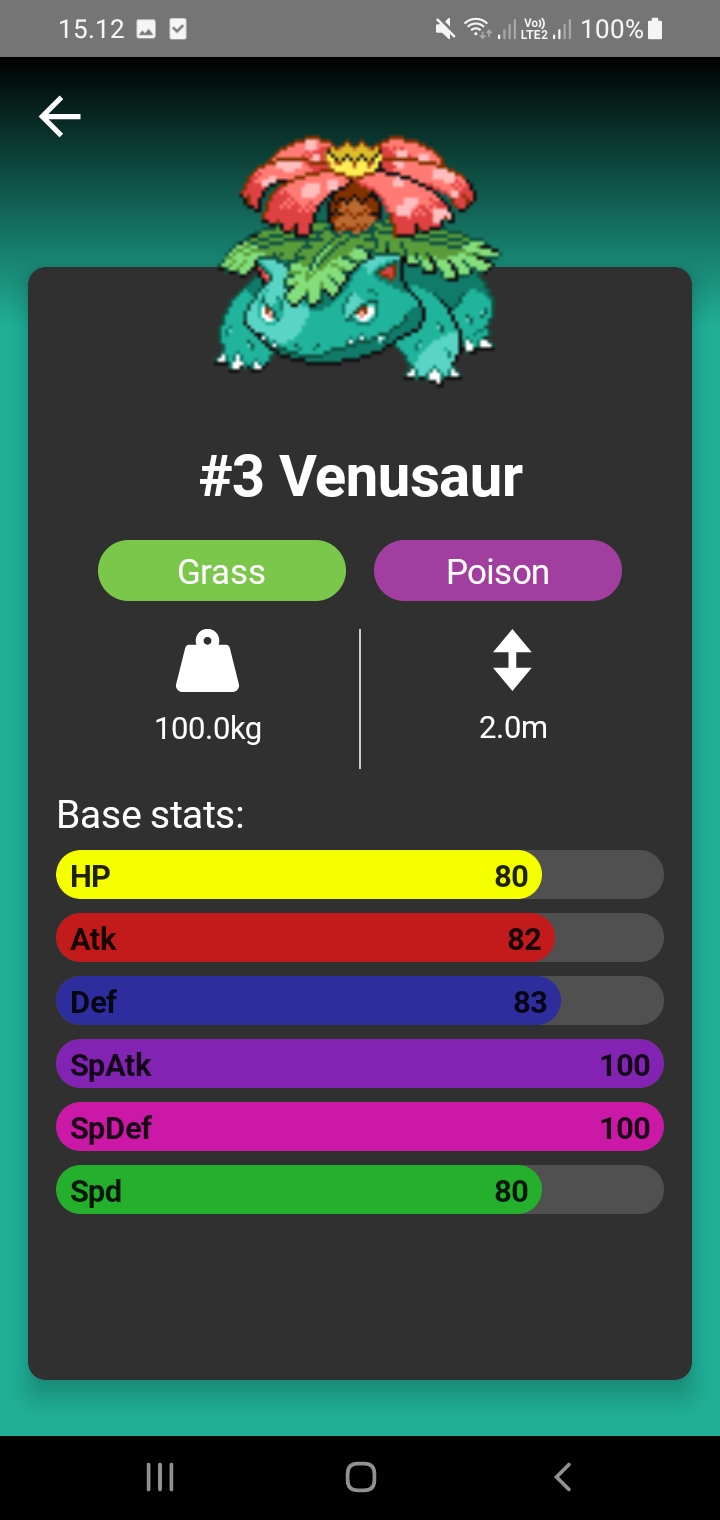 15.12 Vo)) LTE2 100%
#3 Venusaur
Grass Poison
100.0kg 2.0m
Base stats:
HP 80
Atk 82
Def 83
SpAtk 100
SpDef 100
Spd 80